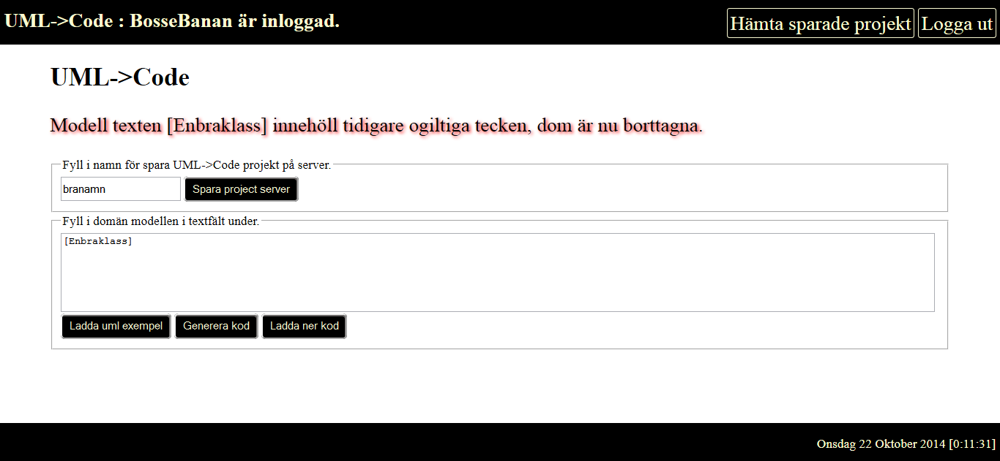 UML->Code : BosseBanan är inloggad.
Hämta sparade projekt
Logga ut
UML->Code
Modell texten [Enbraklass] innehöll tidigare ogiltiga tecken, dom är nu borttagna.
Fyll i namn för spara UML->Code projekt på server.
branamn
Spara project server
Fyll i domän modellen i textfält under.
[Enbraklass]
Ladda uml exempel
Generera kod
Ladda ner kod
Onsdag 22 Oktober 2014 [0:11:31]